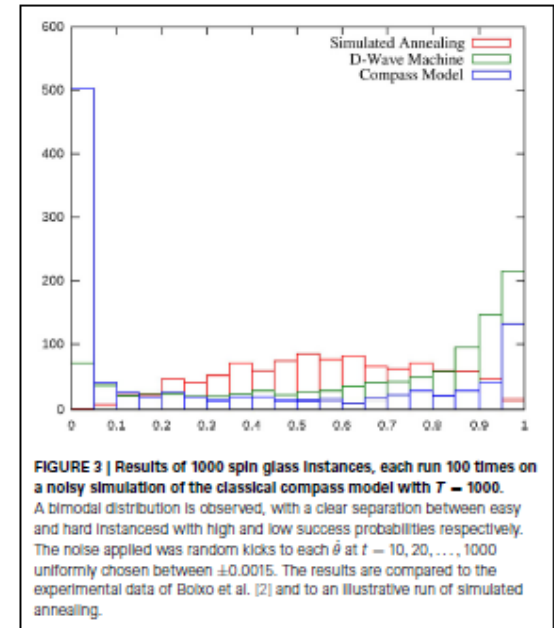 600
Simulated Annealing
D-Wave Machine
Compass Model
500
400
300
200
100
0
0 0.1 0.2 0.3 0.4 0.5 0.6 0.7 0.8 0.9 1
FIGURE 3 | Results of 1000 spin glass instances, each run 100 times on
a noisy simulation of the classical compass model with T = 1000.
A bimodal distribution is observed, with a clear separation between easy
and hard instancesd with high and low success probabilities respectively.
The noise applied was random kicks to each θ̇ at t = 10, 20, . . . , 1000
uniformly chosen between ±0.0015. The results are compared to the
experimental data of Boixo et al. [2] and to an illustrative run of simulated
annealing.